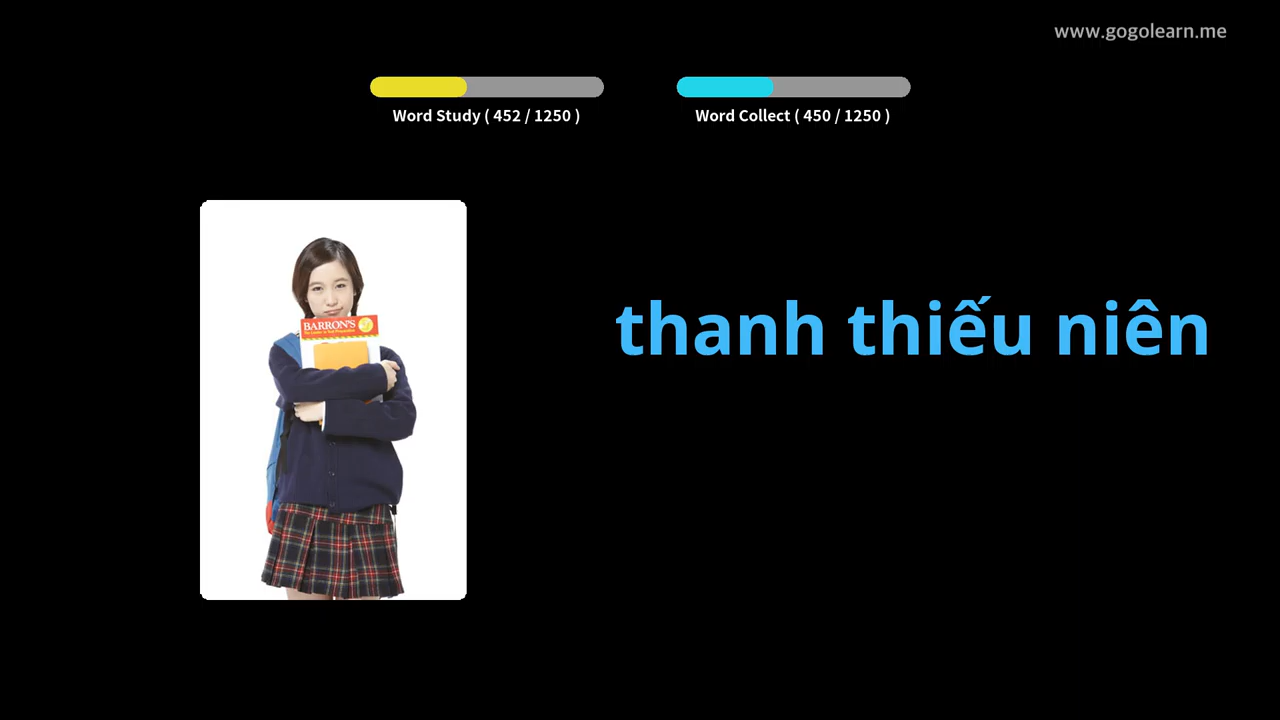 www.gogolearn.me
Word Study ( 452 / 1250 )
Word Collect ( 450 / 1250 )
BARRON'S
thanh thiếu niên